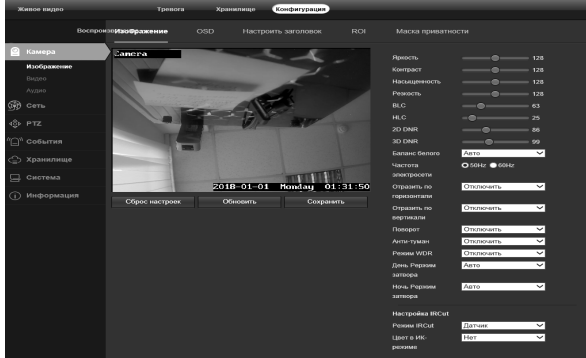 Живое видео Тревога Хранилище Конфигурация
Воспроизв Изображение OSD Настроить заголовок ROI Маска приватности
Камера
Изображение
Видео
Аудио
Сеть
PTZ
События
Хранилище
Система
Информация
Camera
2018-01-01 Monday 01:31:50
Сброс настроек Обновить Сохранить
Яркость 128
Контраст 128
Насыщенность 128
Резкость 128
BLC 63
HLC 25
2D DNR 86
3D DNR 99
Баланс белого Авто
Частота электросети 50Hz 60Hz
Отразить по горизонтали Отключить
Отразить по вертикали Отключить
Поворот Отключить
Анти-туман Отключить
Режим WDR Отключить
День Режим затвора Авто
Ночь Режим затвора Авто
Настройка IRCut
Режим IRCut Датчик
Цвет в ИК-режиме Нет